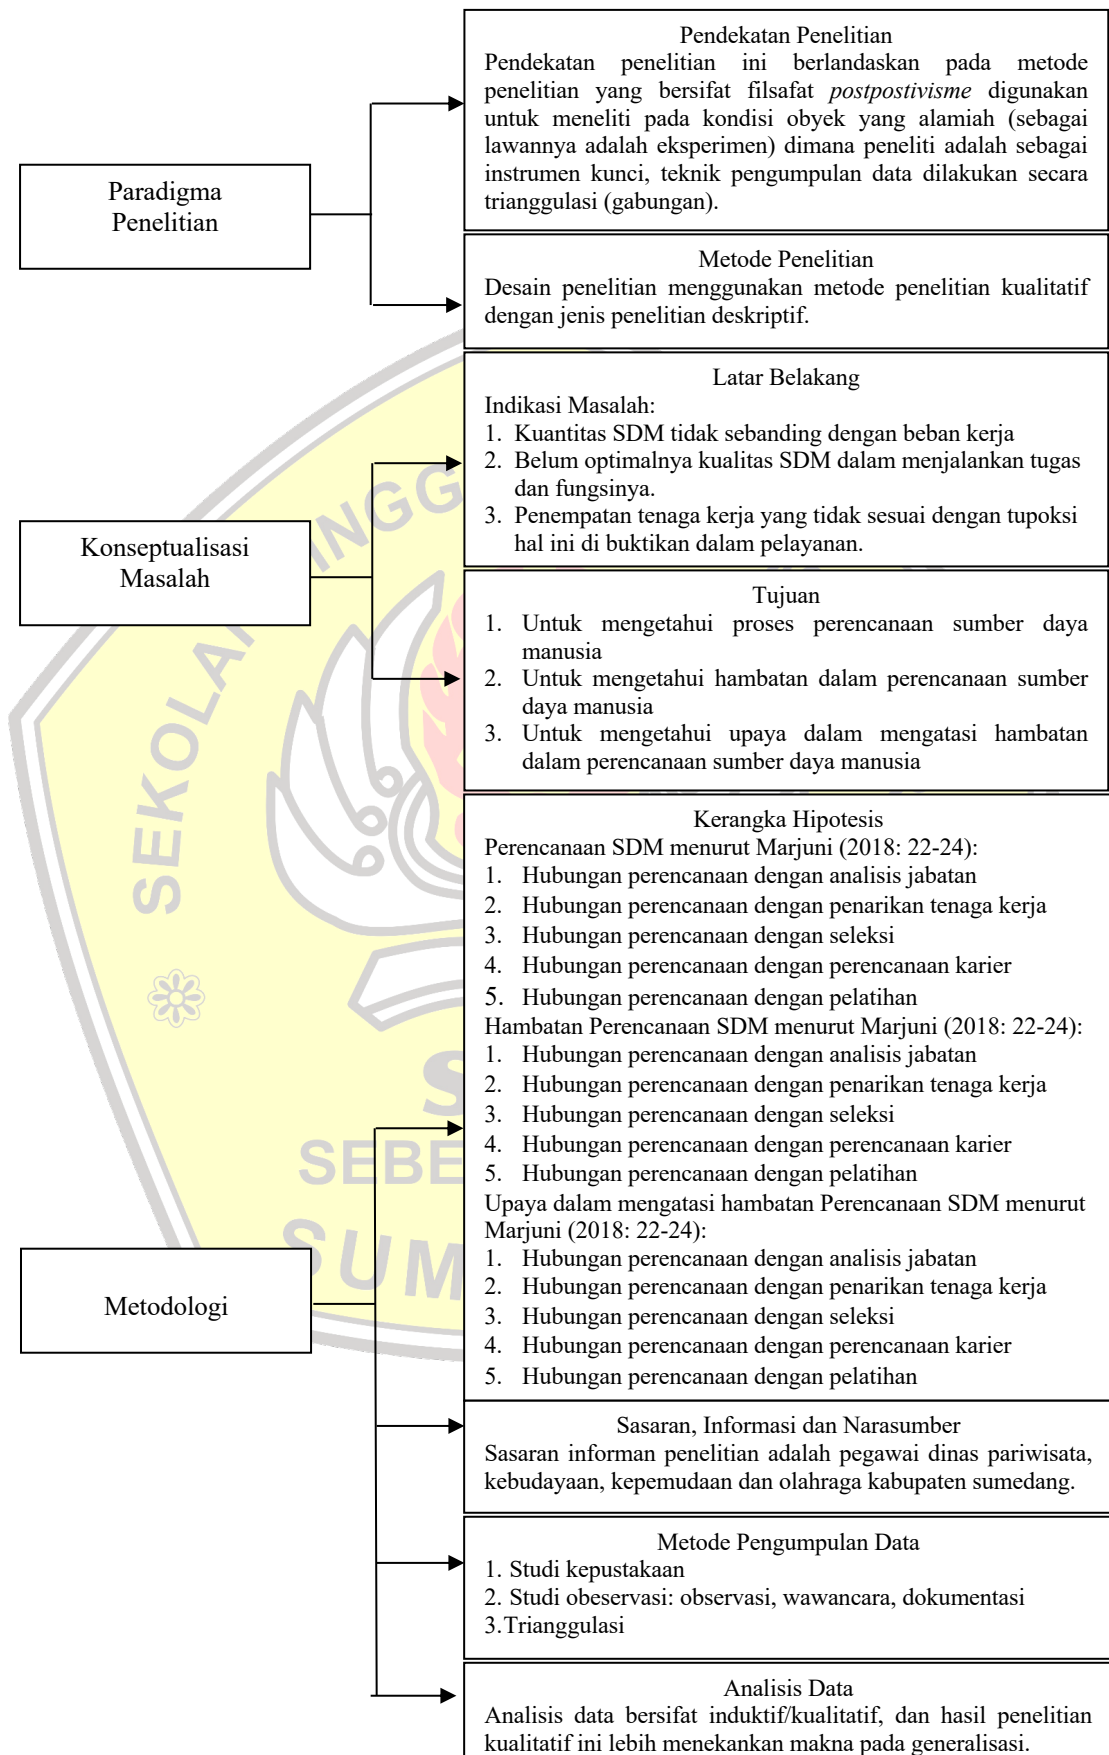 Pendekatan Penelitian
Pendekatan penelitian ini berlandaskan pada metode
penelitian yang bersifat filsafat postpostivisme digunakan
untuk meneliti pada kondisi obyek yang alamiah (sebagai
lawannya adalah eksperimen) dimana peneliti adalah sebagai
instrumen kunci, teknik pengumpulan data dilakukan secara
trianggulasi (gabungan).
Paradigma
Penelitian
Metode Penelitian
Desain penelitian menggunakan metode penelitian kualitatif
dengan jenis penelitian deskriptif.
Latar Belakang
Indikasi Masalah:
1. Kuantitas SDM tidak sebanding dengan beban kerja
2. Belum optimalnya kualitas SDM dalam menjalankan tugas
dan fungsinya.
3. Penempatan tenaga kerja yang tidak sesuai dengan tupoksi
hal ini di buktikan dalam pelayanan.
Konseptualisasi
Masalah
Tujuan
1. Untuk mengetahui proses perencanaan sumber daya
manusia
2. Untuk mengetahui hambatan dalam perencanaan sumber
daya manusia
3. Untuk mengetahui upaya dalam mengatasi hambatan
dalam perencanaan sumber daya manusia
Kerangka Hipotesis
Perencanaan SDM menurut Marjuni (2018: 22-24):
1. Hubungan perencanaan dengan analisis jabatan
2. Hubungan perencanaan dengan penarikan tenaga kerja
3. Hubungan perencanaan dengan seleksi
4. Hubungan perencanaan dengan perencanaan karier
5. Hubungan perencanaan dengan pelatihan
Hambatan Perencanaan SDM menurut Marjuni (2018: 22-24):
1. Hubungan perencanaan dengan analisis jabatan
2. Hubungan perencanaan dengan penarikan tenaga kerja
3. Hubungan perencanaan dengan seleksi
4. Hubungan perencanaan dengan perencanaan karier
5. Hubungan perencanaan dengan pelatihan
Upaya dalam mengatasi hambatan Perencanaan SDM menurut
Marjuni (2018: 22-24):
1. Hubungan perencanaan dengan analisis jabatan
2. Hubungan perencanaan dengan penarikan tenaga kerja
3. Hubungan perencanaan dengan seleksi
4. Hubungan perencanaan dengan perencanaan karier
5. Hubungan perencanaan dengan pelatihan
Metodologi
Sasaran, Informasi dan Narasumber
Sasaran informan penelitian adalah pegawai dinas pariwisata,
kebudayaan, kepemudaan dan olahraga kabupaten sumedang.
Metode Pengumpulan Data
1. Studi kepustakaan
2. Studi obeservasi: observasi, wawancara, dokumentasi
3.Trianggulasi
Analisis Data
Analisis data bersifat induktif/kualitatif, dan hasil penelitian
kualitatif ini lebih menekankan makna pada generalisasi.